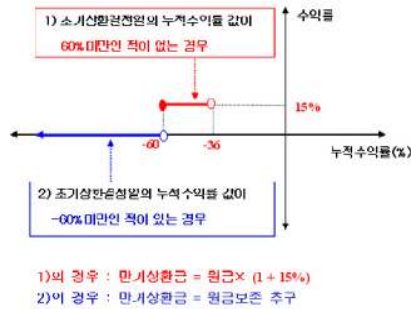 1) 초기상환결정일의 누적수익률 값이
60%미만인 적이 없는 경우
수익률
15%
-60
-36
누적수익률(%)
2) 초기상환결정일의 누적수익률 값이
-60%미만인 적이 있는 경우
1)의 경우 : 만기상환금 = 원금× (1 + 15%)
2)의 경우 : 만기상환금 = 원금보존 추구